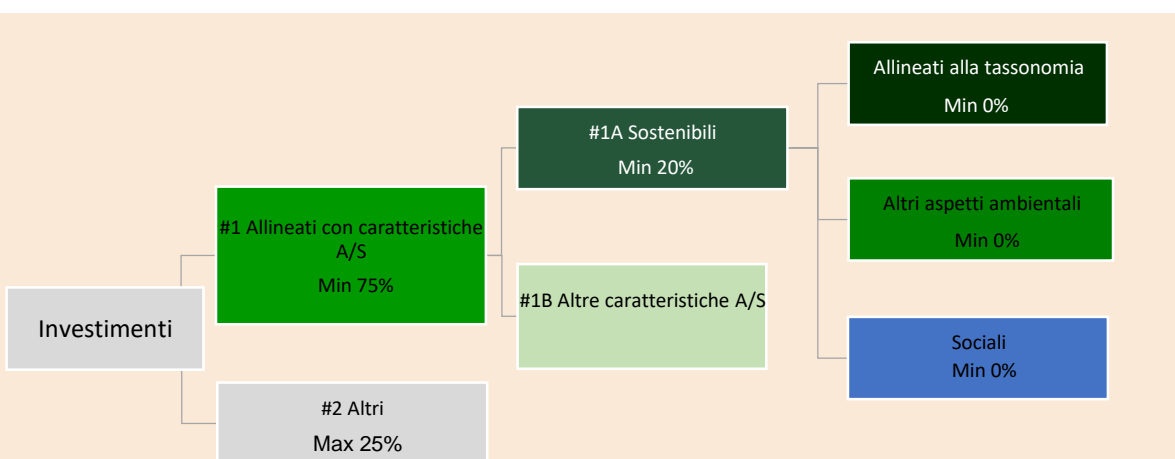 Investimenti
#1 Allineati con caratteristiche
A/S
Min 75%
#2 Altri
Max 25%
#1A Sostenibili
Min 20%
#1B Altre caratteristiche A/S
Allineati alla tassonomia
Min 0%
Altri aspetti ambientali
Min 0%
Sociali
Min 0%